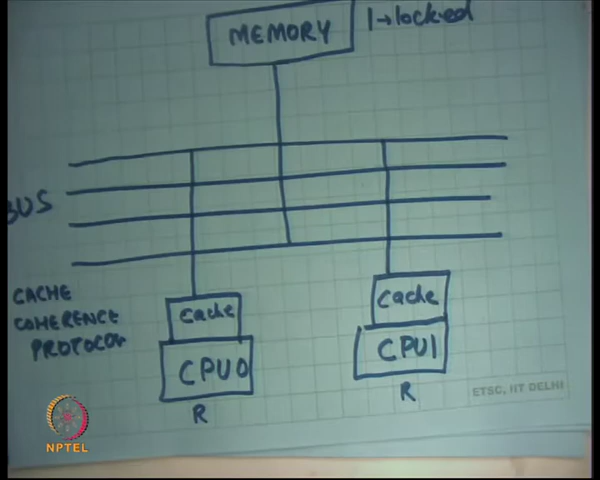 MEMORY
1→locked
BUS
CACHE
COHERENCE
PROTOCOL
Cache
CPU0
R
Cache
CPU1
R
ETSC, IIT DELHI
NPTEL